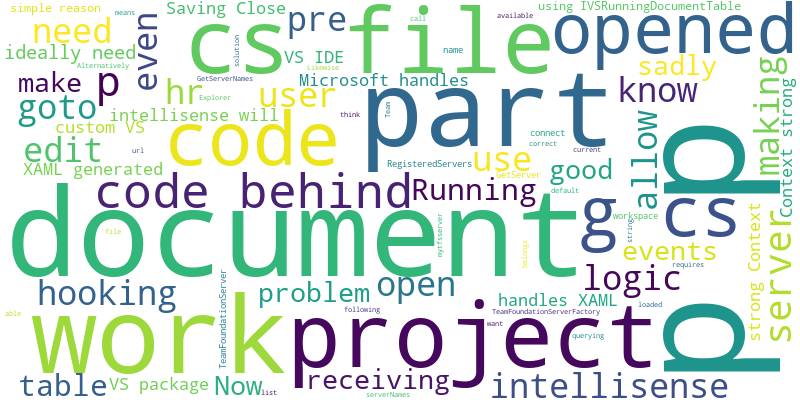 simple reason means Saving Close using IVSRunningDocumentTable
need even pre cs file opened
ideally need Alternatively solution VS IDE call available sadly
GetServerNames Likewise name
make p hr Explorer Microsoft handles know making
goto user Team think part
intellisense will code connect allow Context strong
custom VS correct current
edit url RegisteredServers use good q
XAML generated GetServer default
code behind Running g cs server
document workspace
file mytfsserver belongs string events strong Context
TeamFoundationServer requires
hooking problem open logic loaded
handles XAML
able work following project TeamFoundationServerFactory want q
querying
table VS package Now list receiving intellisense
serverNames